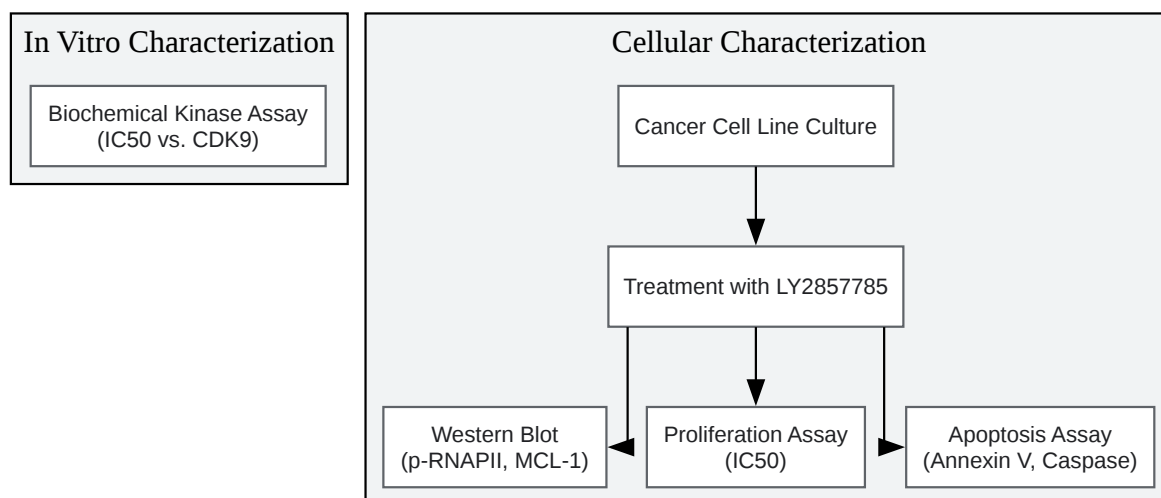 In Vitro Characterization
Biochemical Kinase Assay
(IC50 vs. CDK9)
Cellular Characterization
Cancer Cell Line Culture
Treatment with LY2857785
Western Blot
(p-RNAPII, MCL-1)
Proliferation Assay
(IC50)
Apoptosis Assay
(Annexin V, Caspase)